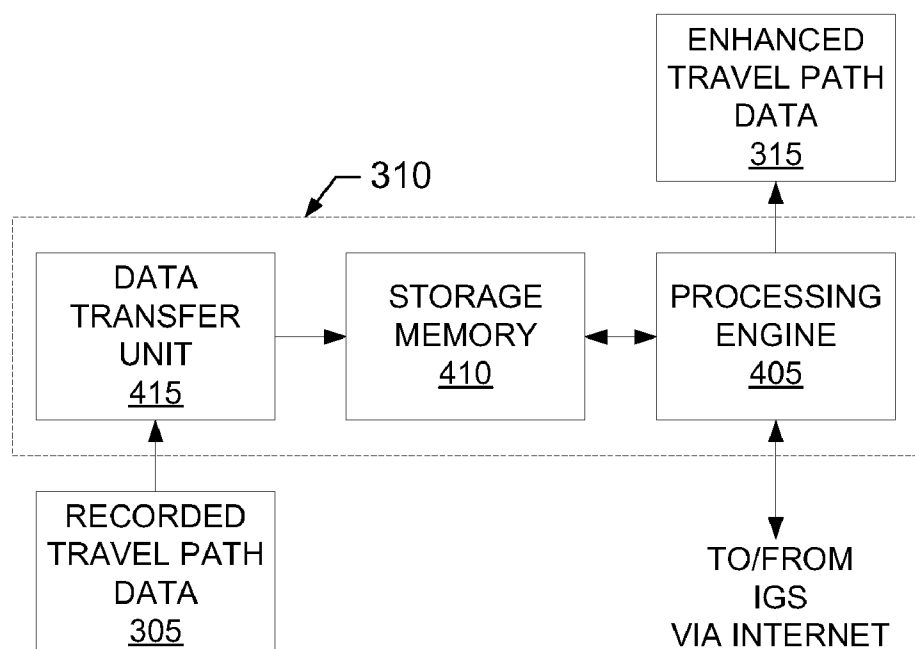 ENHANCED
TRAVEL PATH
DATA
315
310
DATA
TRANSFER
UNIT
415
STORAGE
MEMORY
410
PROCESSING
ENGINE
405
RECORDED
TRAVEL PATH
DATA
305
TO/FROM
IGS
VIA INTERNET